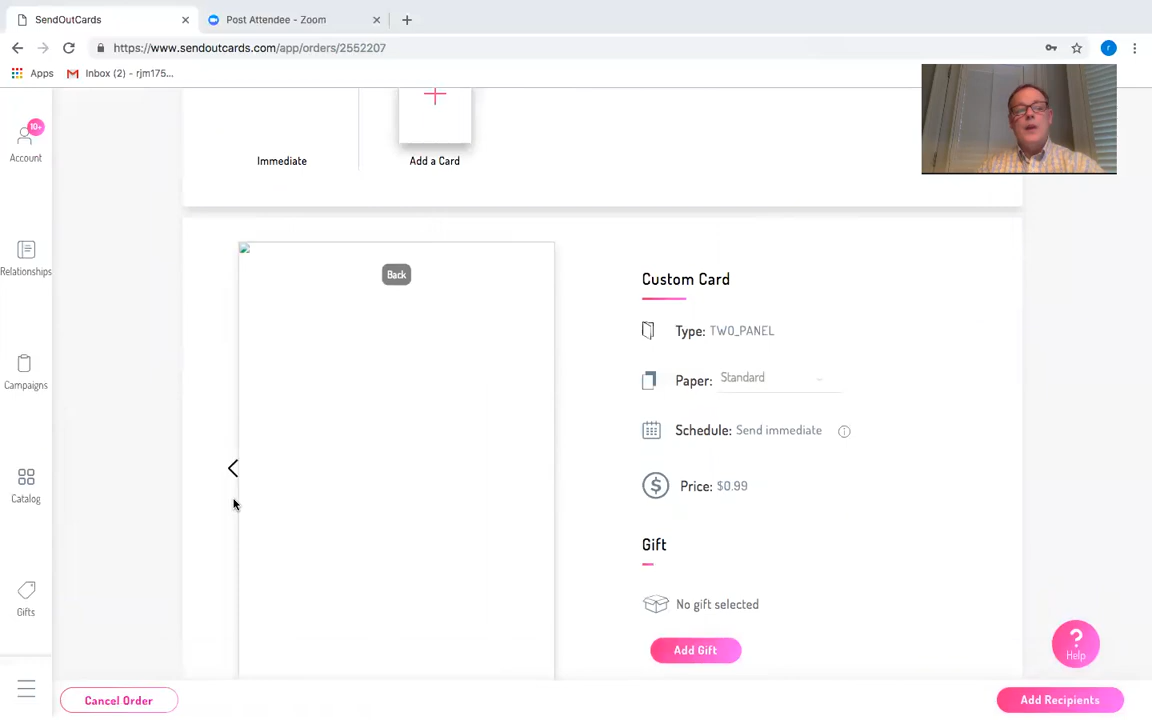 SendOutCards
Post Attendee - Zoom
https://www.sendoutcards.com/app/orders/2552207
r
Apps
Inbox (2) - rjm175...
10+
Account
Relationships
Campaigns
Catalog
Gifts
Immediate
Add a Card
Back
Custom Card
Type: TWO_PANEL
Paper: Standard
Schedule: Send immediate
Price: $0.99
Gift
No gift selected
Add Gift
? Help
Cancel Order
Add Recipients